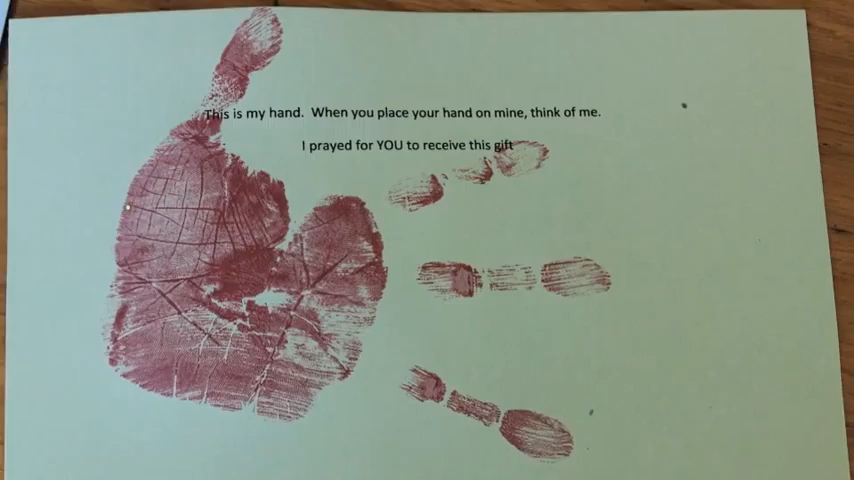 This is my hand.  When you place your hand on mine, think of me.
I prayed for YOU to receive this gift